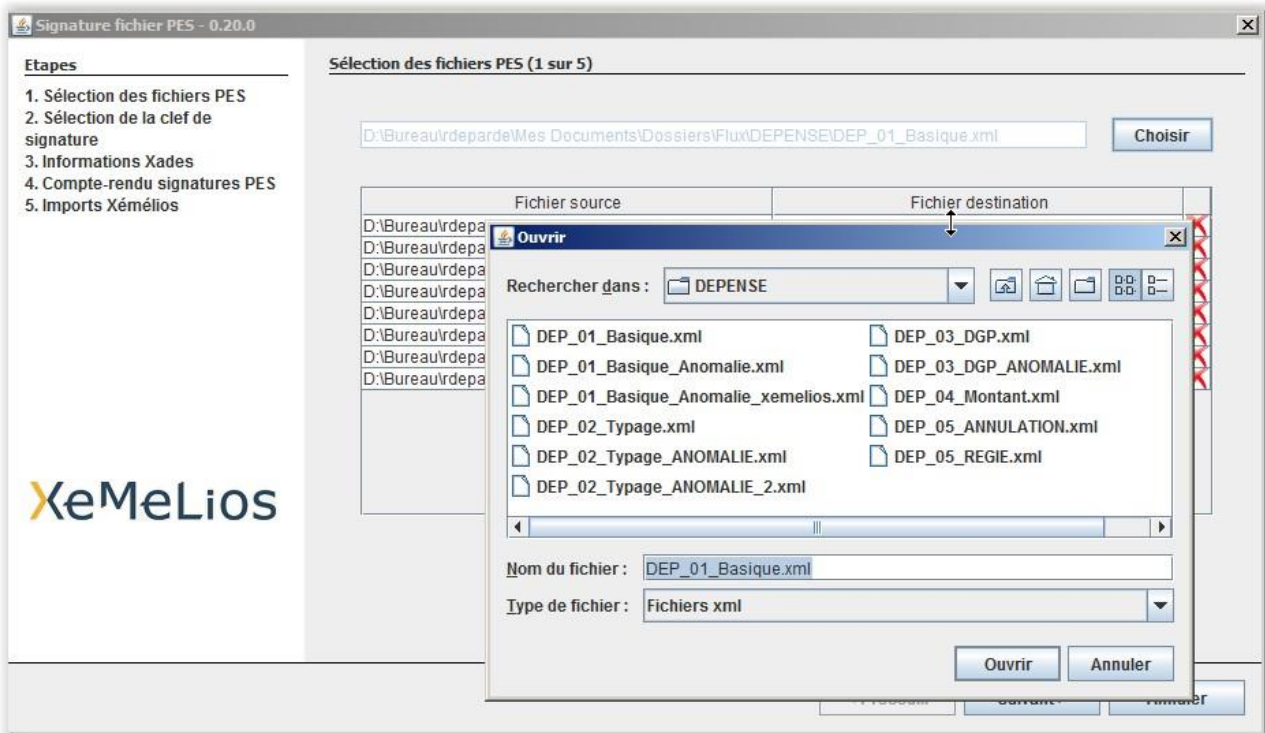 Signature fichier PES - 0.20.0
Etapes
1. Sélection des fichiers PES
2. Sélection de la clef de
signature
3. Informations Xades
4. Compte-rendu signatures PES
5. Imports Xémélios
XeMeLios
Sélection des fichiers PES (1 sur 5)
D:\Bureau\rdeparde\Mes Documents\Dossiers\Flux\DEPENSE\DEP_01_Basique.xml
Choisir
Fichier source Fichier destination
D:\Bureau\rdepa
D:\Bureau\rdepa
D:\Bureau\rdepa
D:\Bureau\rdepa
D:\Bureau\rdepa
D:\Bureau\rdepa
D:\Bureau\rdepa
D:\Bureau\rdepa
Ouvrir
Rechercher dans : DEPENSE
DEP_01_Basique.xml DEP_03_DGP.xml
DEP_01_Basique_Anomalie.xml DEP_03_DGP_ANOMALIE.xml
DEP_01_Basique_Anomalie_xemelios.xml DEP_04_Montant.xml
DEP_02_Typage.xml DEP_05_ANNULATION.xml
DEP_02_Typage_ANOMALIE.xml DEP_05_REGIE.xml
DEP_02_Typage_ANOMALIE_2.xml
Nom du fichier : DEP_01_Basique.xml
Type de fichier : Fichiers xml
Ouvrir Annuler